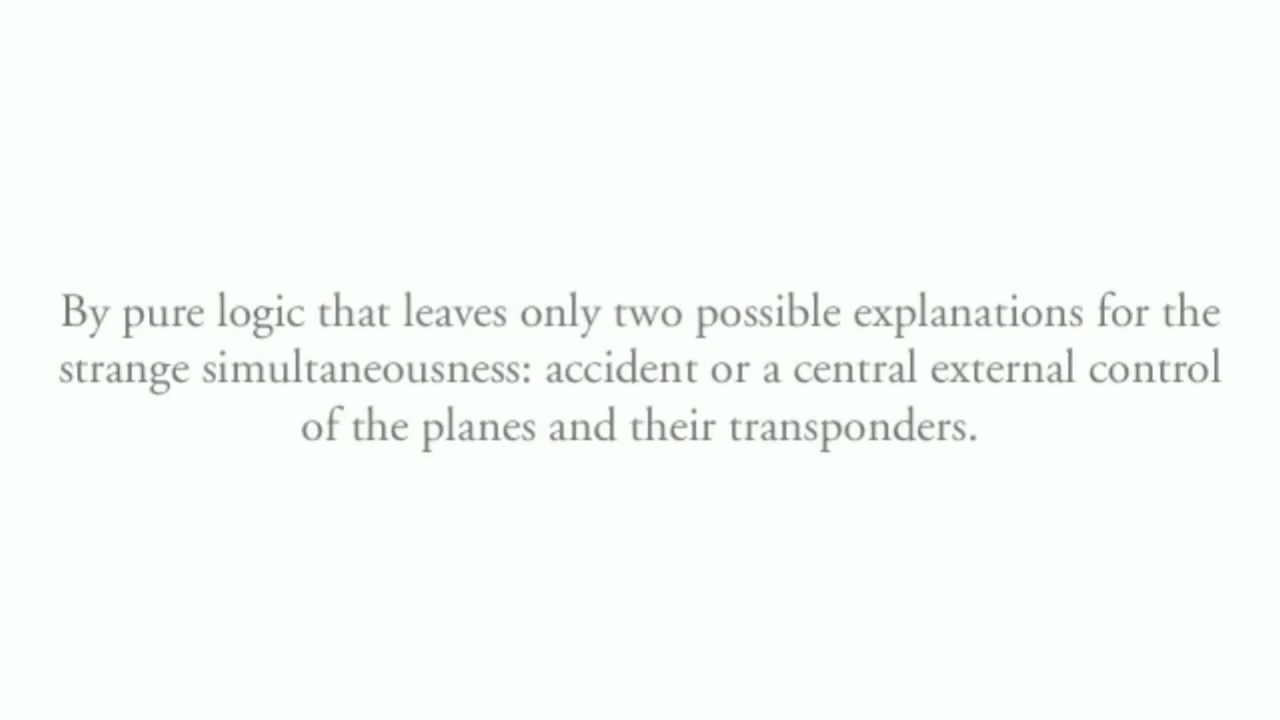 By pure logic that leaves only two possible explanations for the
strange simultaneousness: accident or a central external control
of the planes and their transponders.